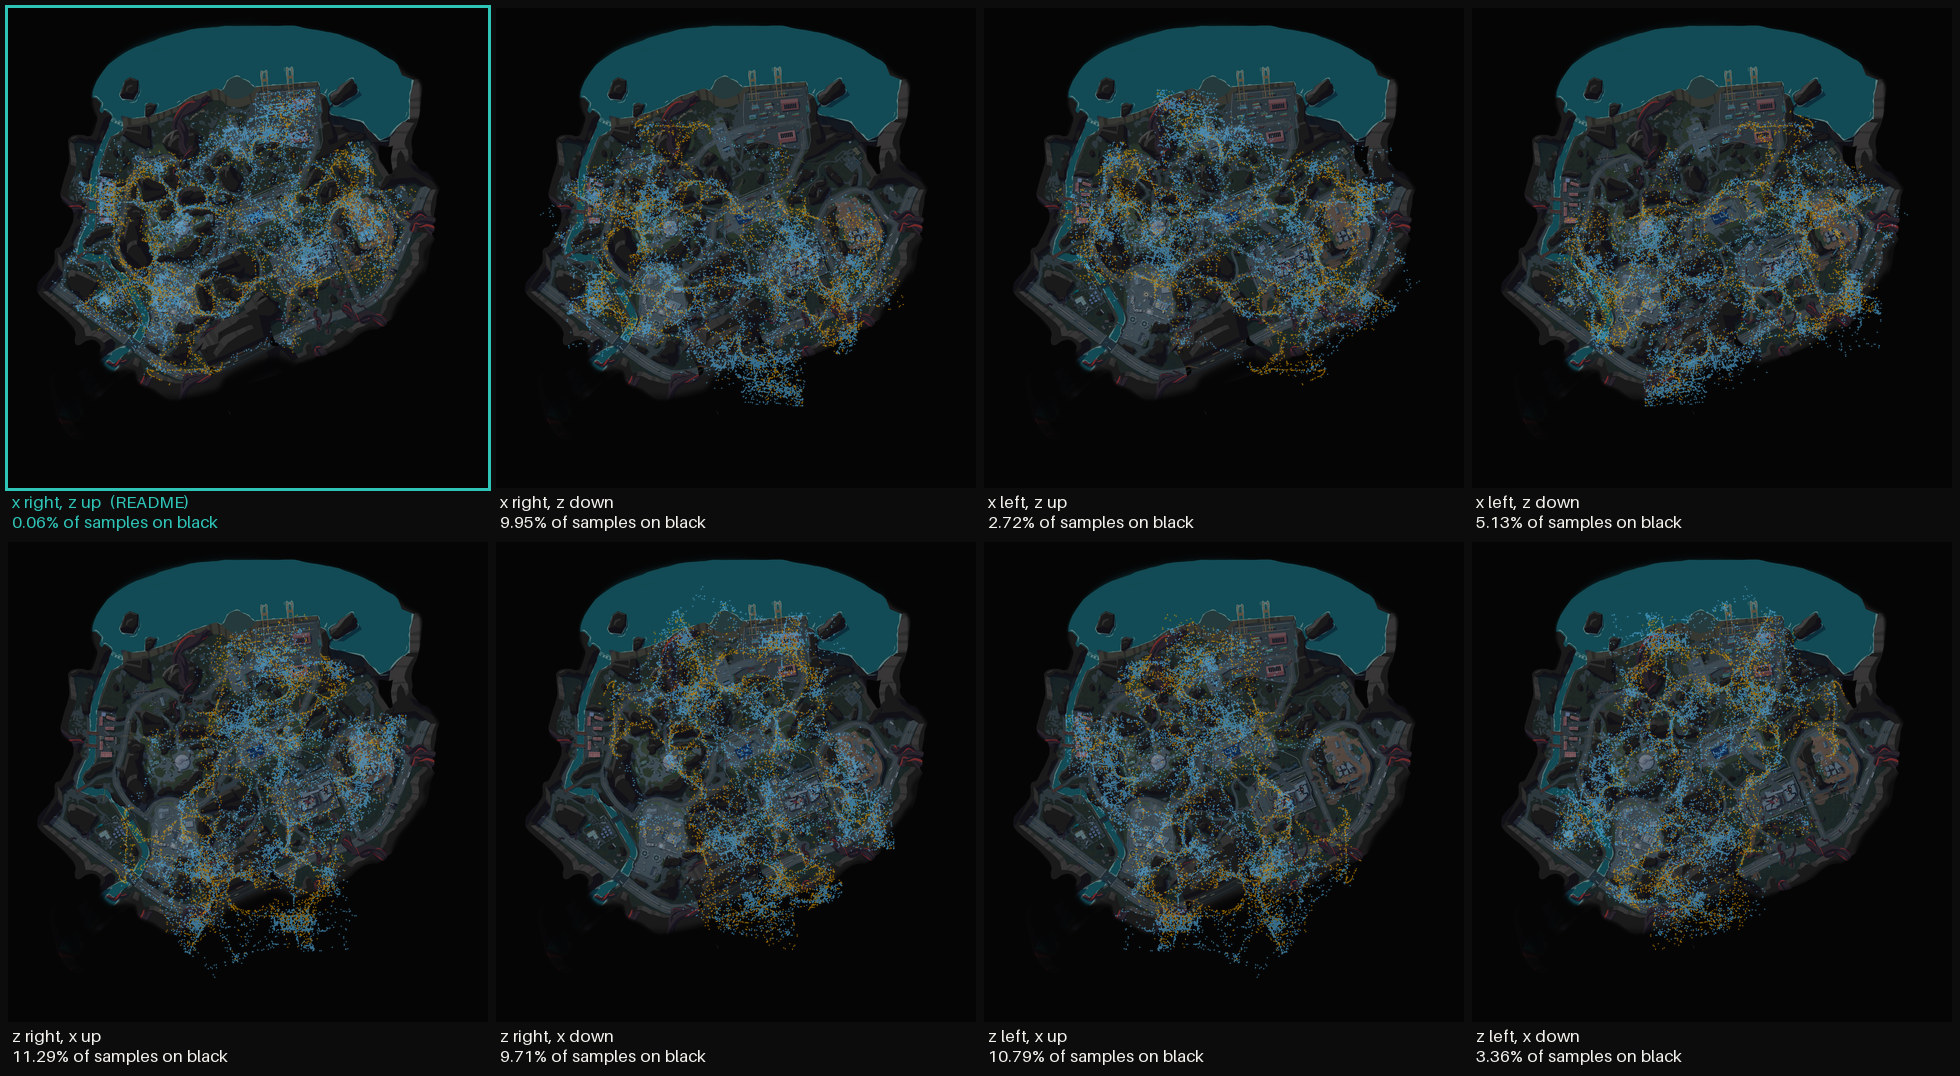 x right, z up (README)
0.06% of samples on black
x right, z down
9.95% of samples on black
x left, z up
2.72% of samples on black
x left, z down
5.13% of samples on black
z right, x up
11.29% of samples on black
z right, x down
9.71% of samples on black
z left, x up
10.79% of samples on black
z left, x down
3.36% of samples on black